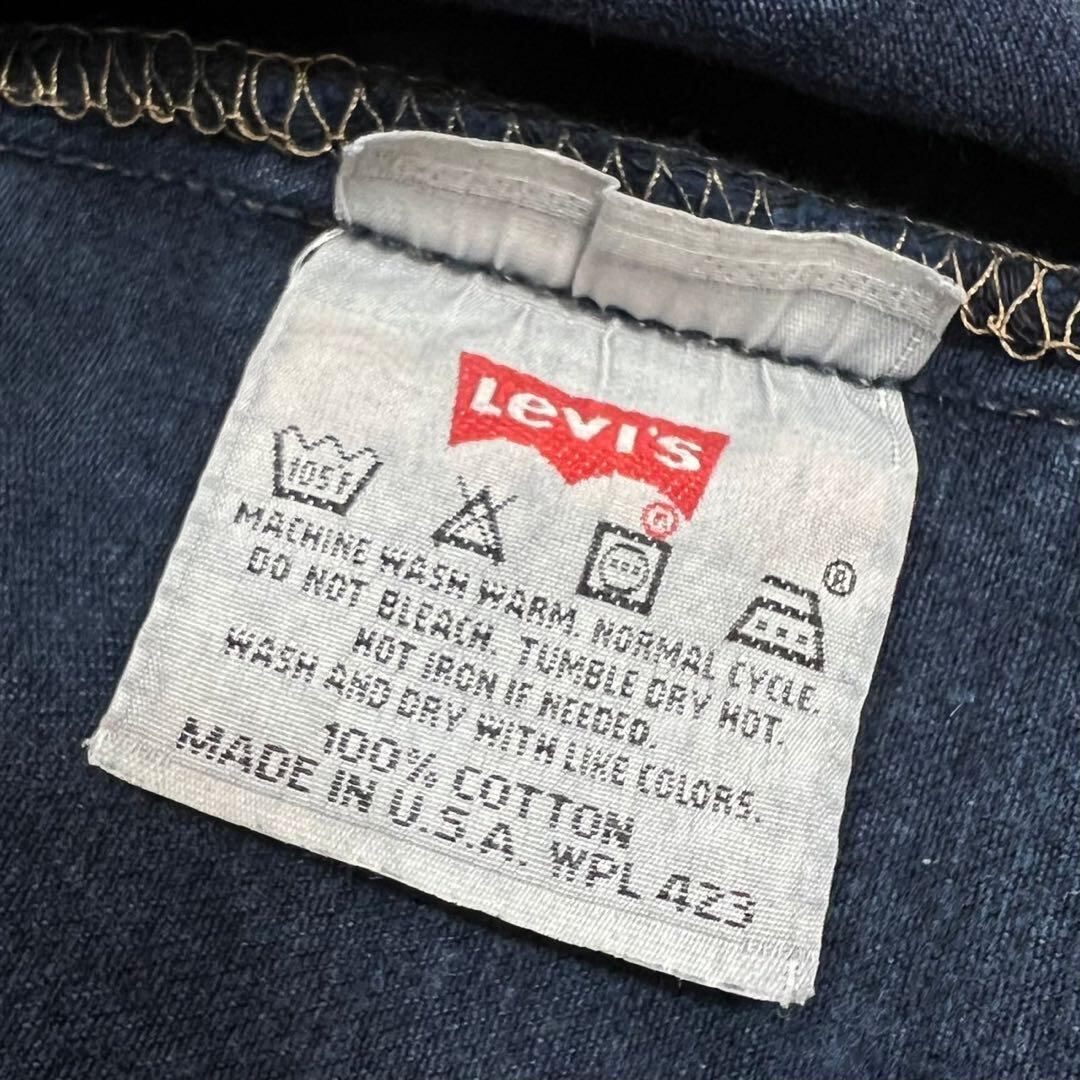 Levi's
®
105F
®
MACHINE WASH WARM. NORMAL CYCLE.
DO NOT BLEACH. TUMBLE DRY HOT.
HOT IRON IF NEEDED.
WASH AND DRY WITH LIKE COLORS.
100% COTTON
MADE IN U.S.A. WPL 423